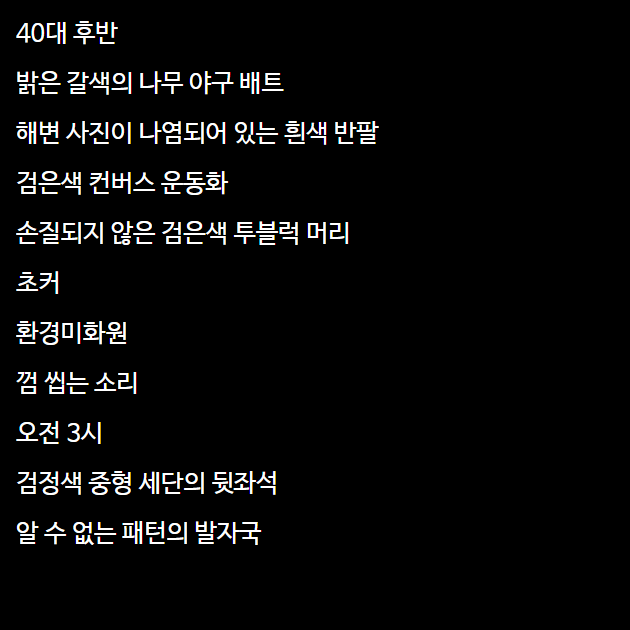 40대 후반
밝은 갈색의 나무 야구 배트
해변 사진이 나염되어 있는 흰색 반팔
검은색 컨버스 운동화
손질되지 않은 검은색 투블럭 머리
초커
환경미화원
껌 씹는 소리
오전 3시
검정색 중형 세단의 뒷좌석
알 수 없는 패턴의 발자국